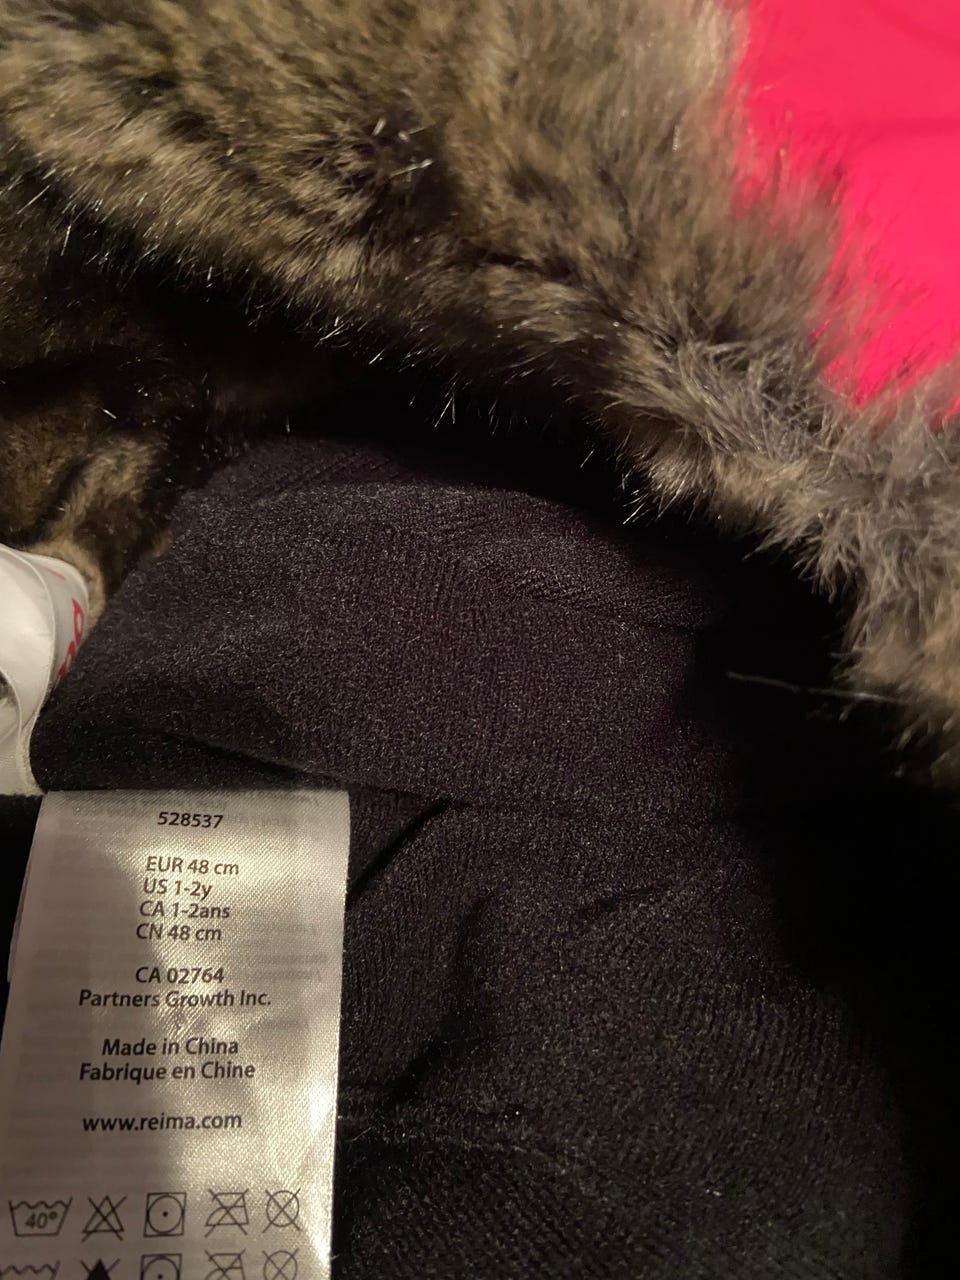 528537
EUR 48 cm
US 1-2y
CA 1-2ans
CN 48 cm
CA 02764
Partners Growth Inc.
Made in China
Fabrique en Chine
www.reima.com
40°